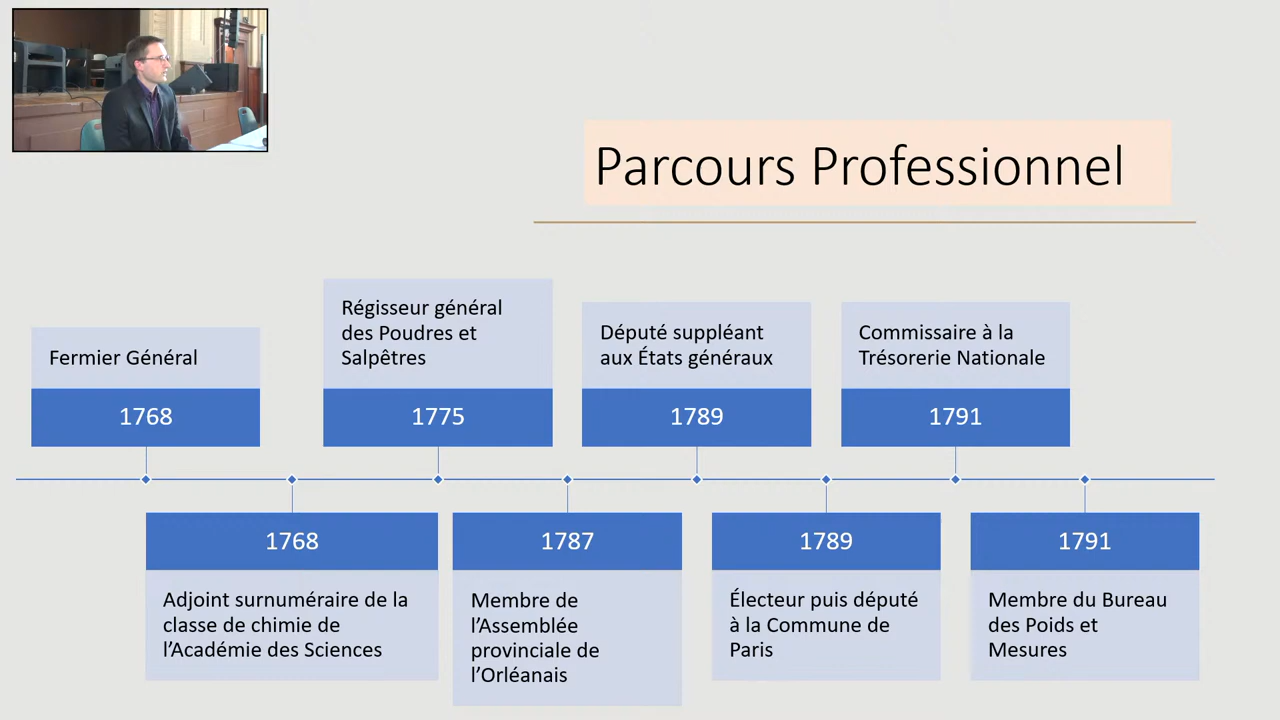 Parcours Professionnel
Fermier Général
1768
Régisseur général
des Poudres et
Salpêtres
1775
Député suppléant
aux États généraux
1789
Commissaire à la
Trésorerie Nationale
1791
1768
Adjoint surnuméraire de la
classe de chimie de
l’Académie des Sciences
1787
Membre de
l’Assemblée
provinciale de
l’Orléanais
1789
Électeur puis député
à la Commune de
Paris
1791
Membre du Bureau
des Poids et
Mesures